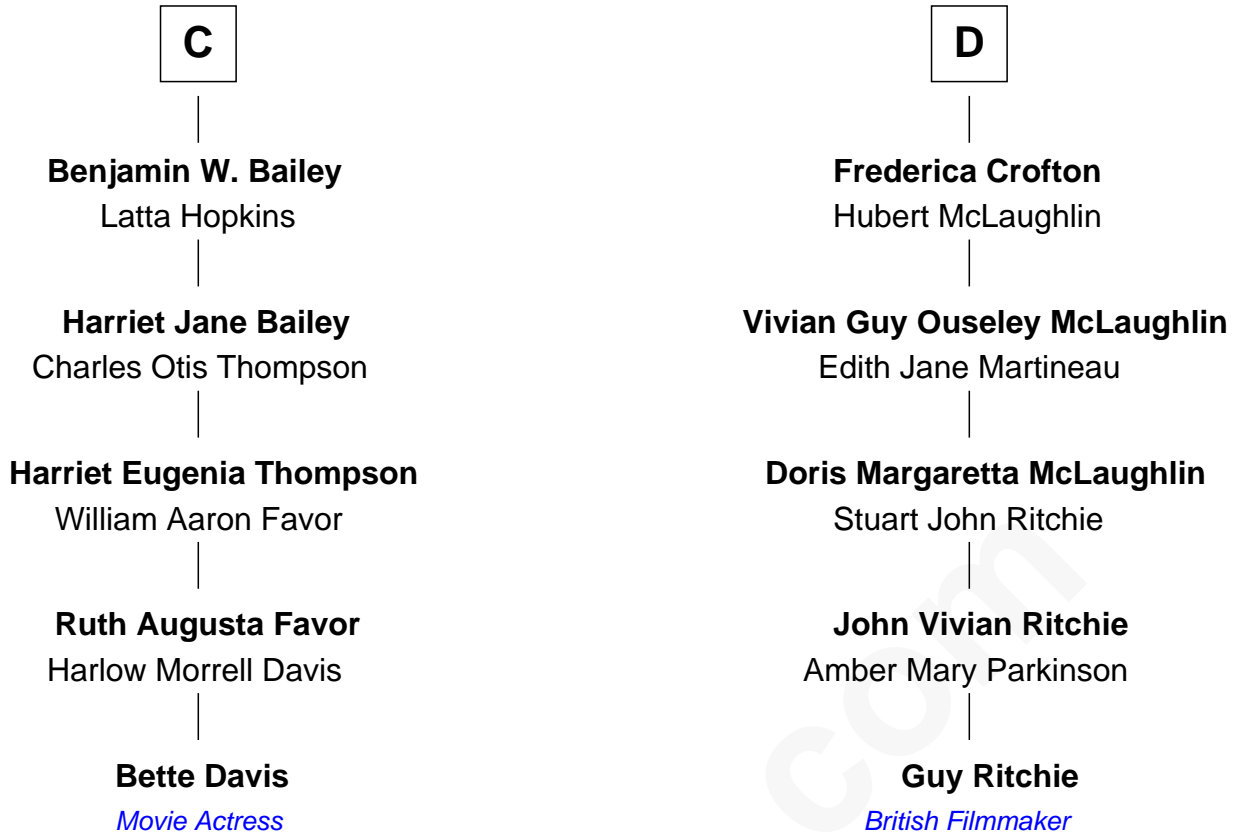 C
Benjamin W. Bailey
Latta Hopkins
Harriet Jane Bailey
Charles Otis Thompson
Harriet Eugenia Thompson
William Aaron Favor
Ruth Augusta Favor
Harlow Morrell Davis
Bette Davis
Movie Actress
D
Frederica Crofton
Hubert McLaughlin
Vivian Guy Ouseley McLaughlin
Edith Jane Martineau
Doris Margaretta McLaughlin
Stuart John Ritchie
John Vivian Ritchie
Amber Mary Parkinson
Guy Ritchie
British Filmmaker
com